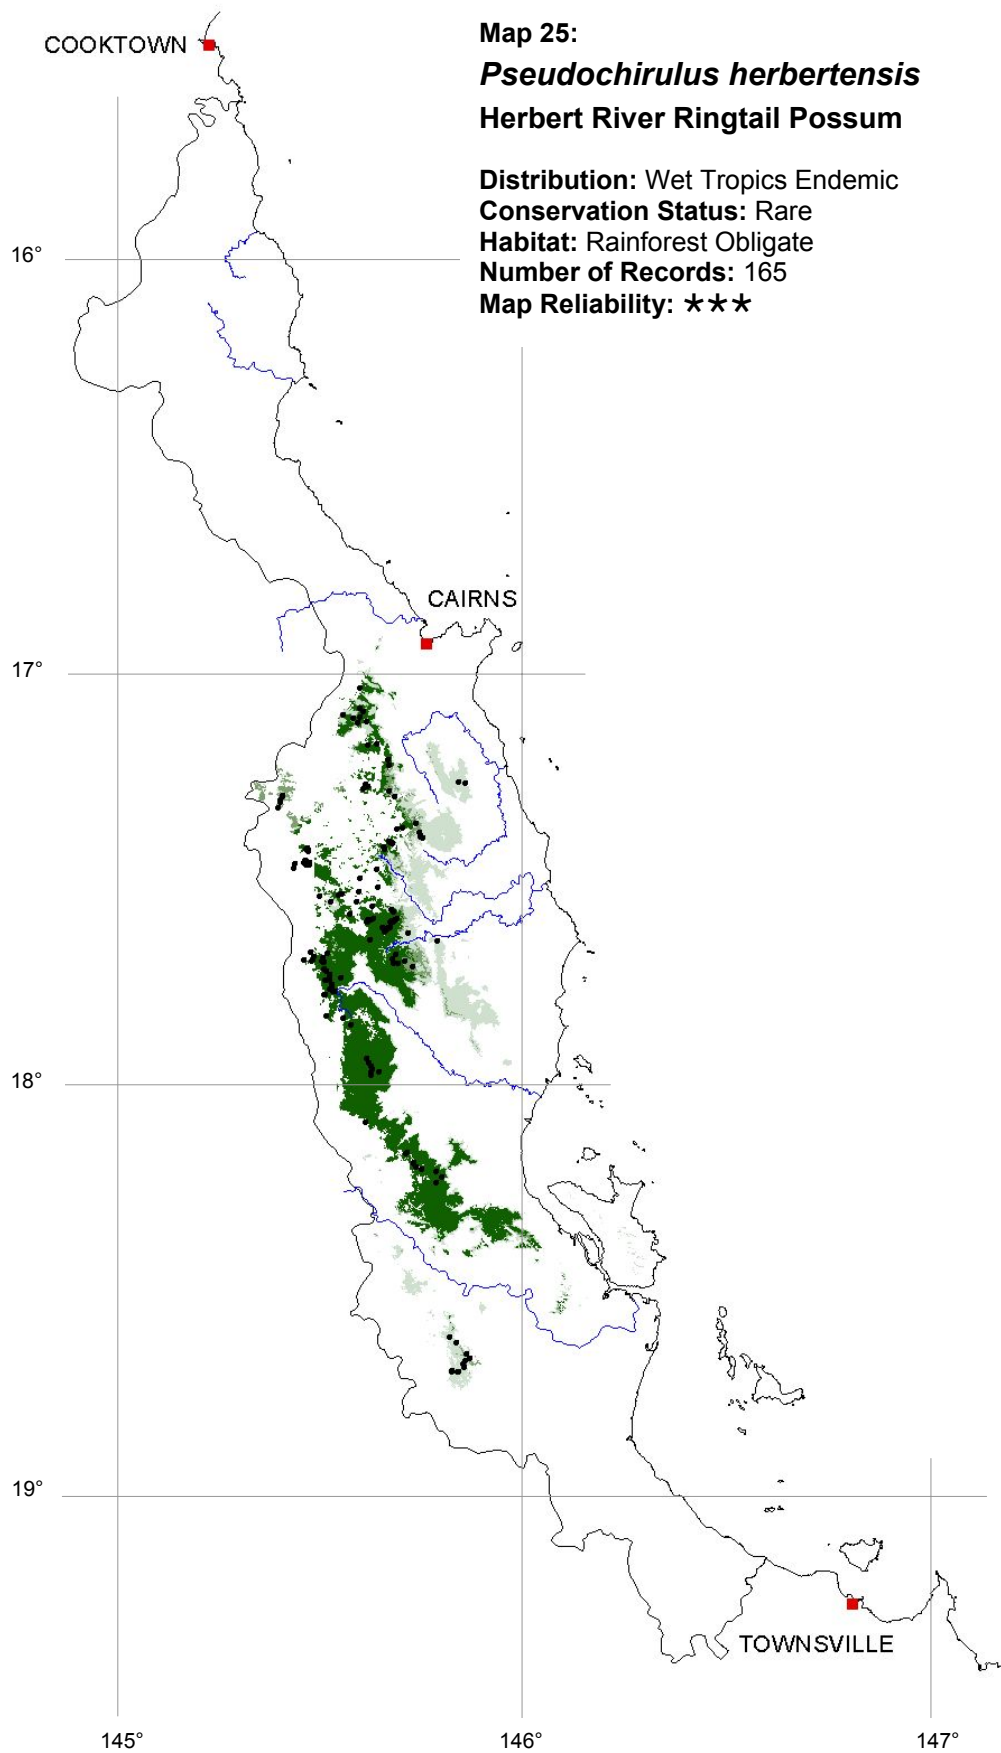 Map 25:
Pseudochirulus herbertensis
Herbert River Ringtail Possum
Distribution: Wet Tropics Endemic
Conservation Status: Rare
Habitat: Rainforest Obligate
Number of Records: 165
Map Reliability: ***
COOKTOWN
16°
CAIRNS
17°
18°
19°
TOWNSVILLE
145° 146° 147°